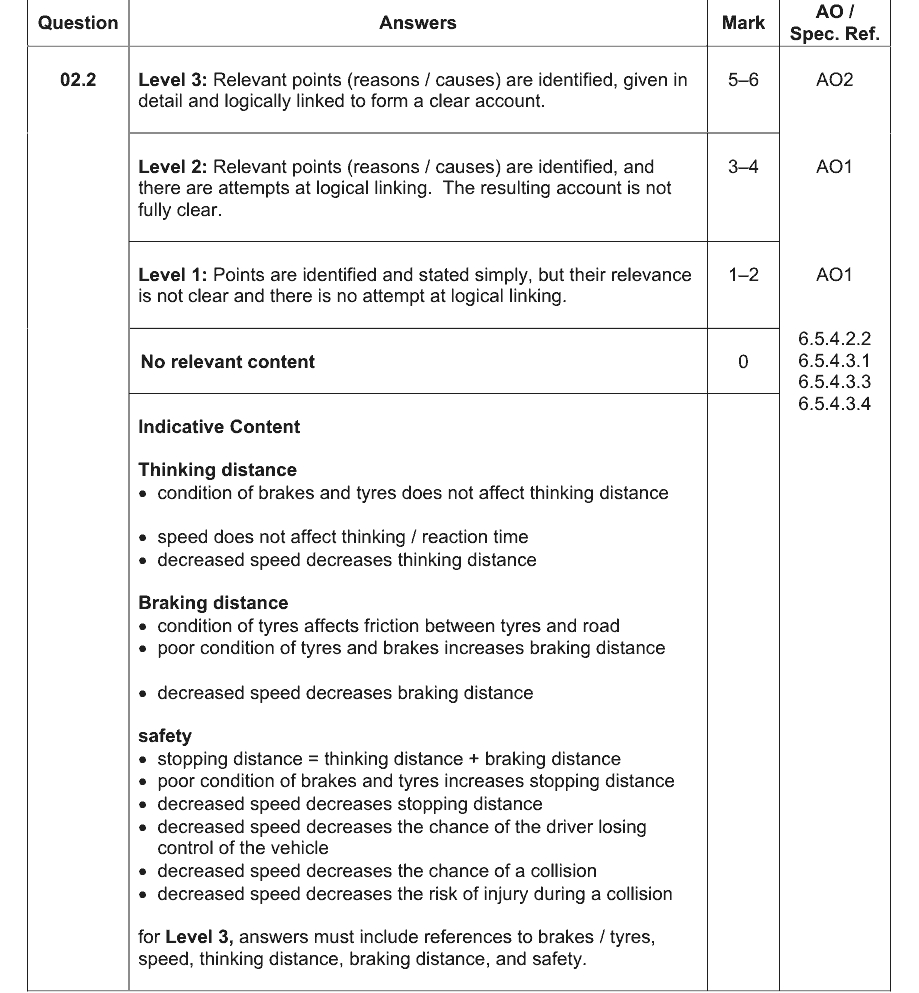 Question
Answers
Mark
AO /
Spec. Ref.
02.2
Level 3: Relevant points (reasons / causes) are identified, given in
detail and logically linked to form a clear account.
5–6
AO2
Level 2: Relevant points (reasons / causes) are identified, and
there are attempts at logical linking.  The resulting account is not
fully clear.
3–4
AO1
Level 1: Points are identified and stated simply, but their relevance
is not clear and there is no attempt at logical linking.
1–2
AO1
No relevant content
0
6.5.4.2.2
6.5.4.3.1
6.5.4.3.3
6.5.4.3.4
Indicative Content
Thinking distance
• condition of brakes and tyres does not affect thinking distance
• speed does not affect thinking / reaction time
• decreased speed decreases thinking distance
Braking distance
• condition of tyres affects friction between tyres and road
• poor condition of tyres and brakes increases braking distance
• decreased speed decreases braking distance
safety
• stopping distance = thinking distance + braking distance
• poor condition of brakes and tyres increases stopping distance
• decreased speed decreases stopping distance
• decreased speed decreases the chance of the driver losing
control of the vehicle
• decreased speed decreases the chance of a collision
• decreased speed decreases the risk of injury during a collision
for Level 3, answers must include references to brakes / tyres,
speed, thinking distance, braking distance, and safety.